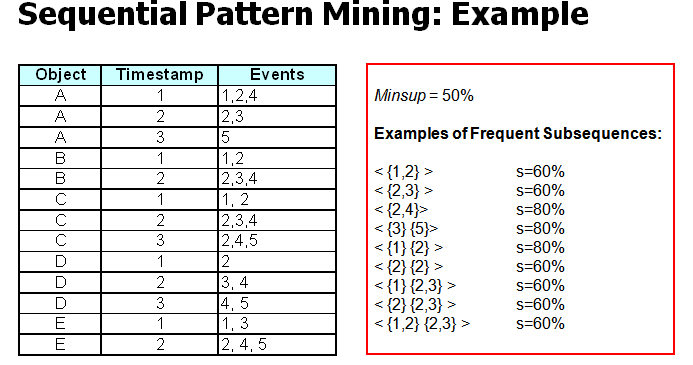 Sequential Pattern Mining: Example
Object Timestamp Events
A 1 1,2,4
A 2 2,3
A 3 5
B 1 1,2
B 2 2,3,4
C 1 1, 2
C 2 2,3,4
C 3 2,4,5
D 1 2
D 2 3, 4
D 3 4, 5
E 1 1, 3
E 2 2, 4, 5
Minsup = 50%
Examples of Frequent Subsequences:
< {1,2} > s=60%
< {2,3} > s=60%
< {2,4}> s=80%
< {3} {5}> s=80%
< {1} {2} > s=80%
< {2} {2} > s=60%
< {1} {2,3} > s=60%
< {2} {2,3} > s=60%
< {1,2} {2,3} > s=60%